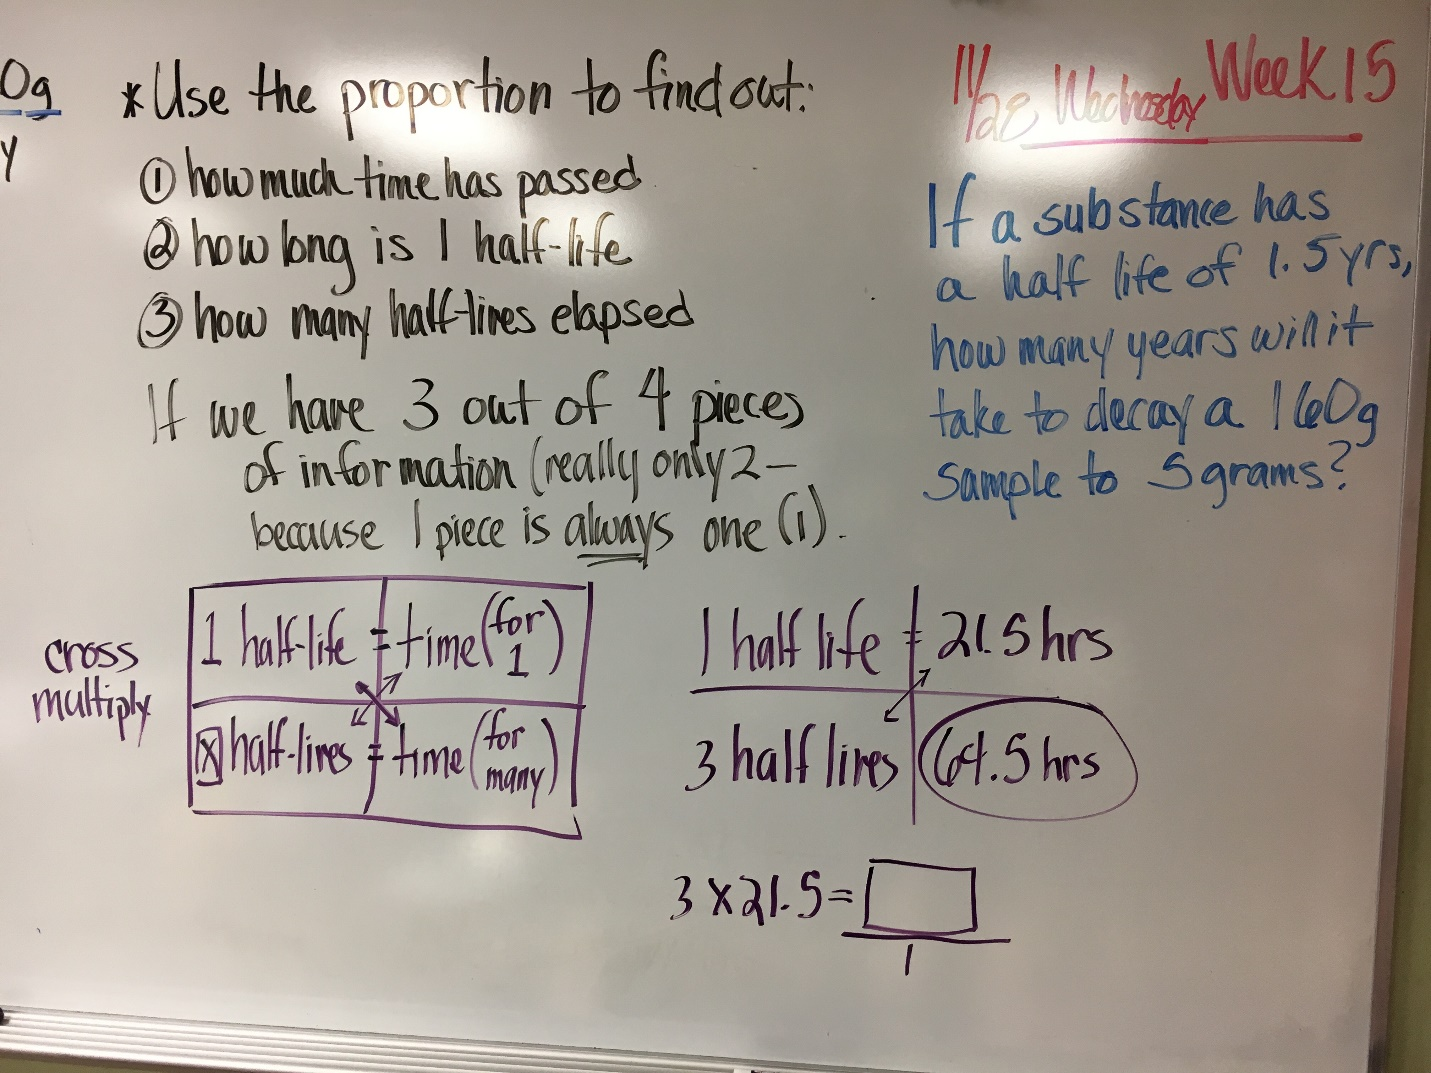 0g
y
*Use the proportion to find out:
① how much time has passed
② how long is 1 half-life
③ how many half-lives elapsed
If we have 3 out of 4 pieces
of information (really only 2-
because 1 piece is always one (1).
cross
multiply
1 half-life = time (for 1)
x half-lives = time (for many)
11/28 Wednesday Week 15
If a substance has
a half life of 1.5 yrs,
how many years will it
take to decay a 160g
sample to 5 grams?
1 half life = 21.5 hrs
3 half lives 64.5 hrs
3 x 21.5 =
1